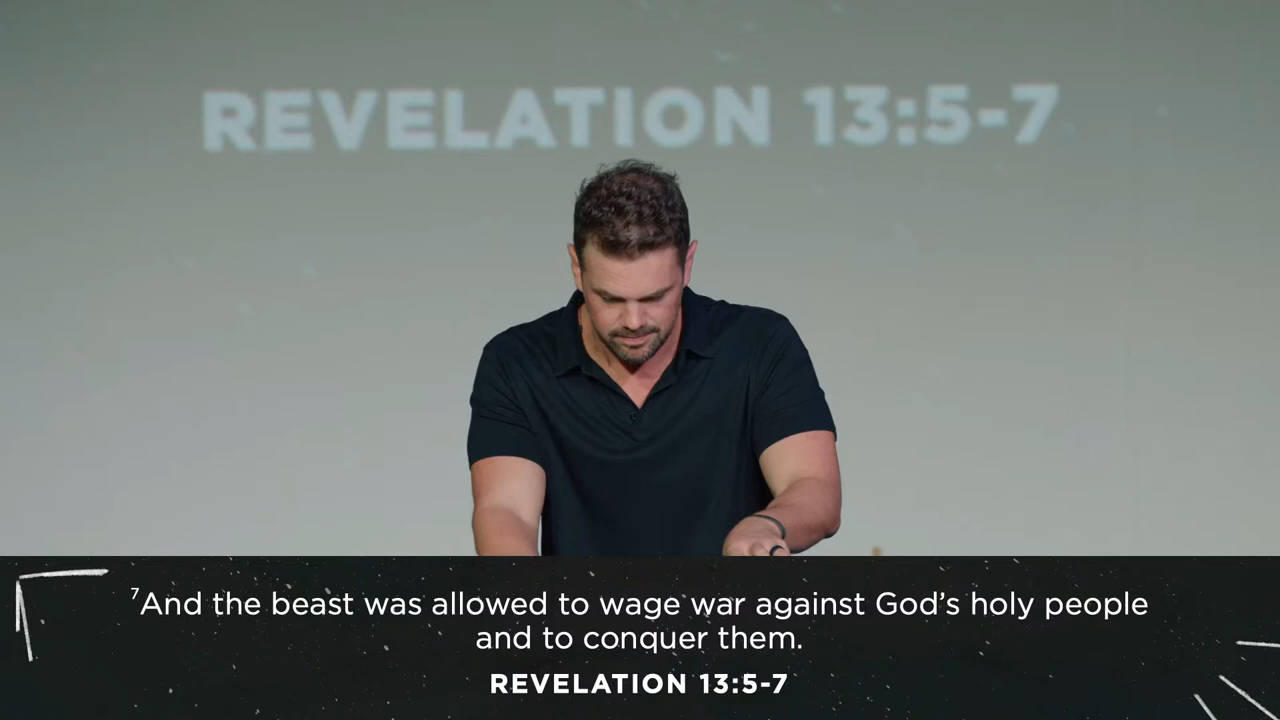 REVELATION 13:5-7
⁷And the beast was allowed to wage war against God’s holy people
and to conquer them.
REVELATION 13:5-7